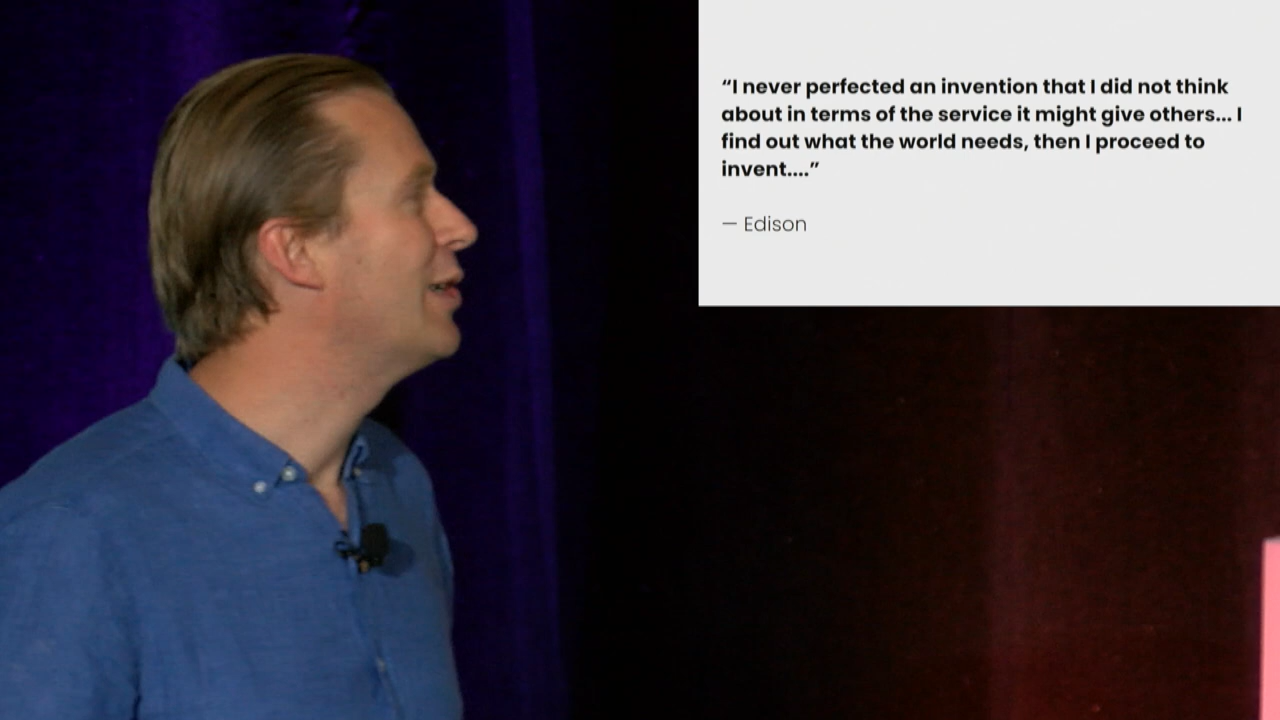 “I never perfected an invention that I did not think
about in terms of the service it might give others... I
find out what the world needs, then I proceed to
invent....”
— Edison